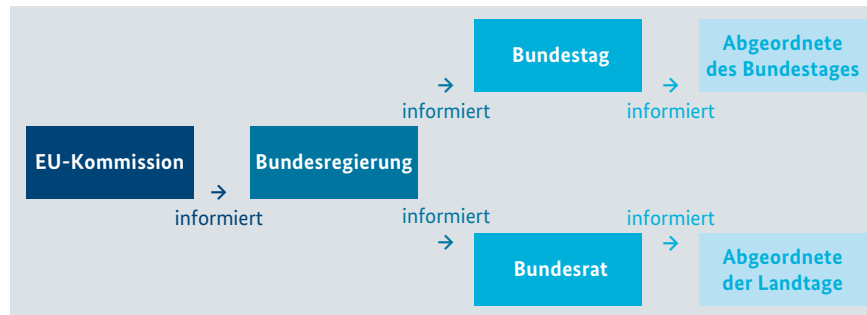 EU-Kommission
→
informiert
Bundesregierung
→
informiert
Bundestag
→
informiert
Abgeordnete
des Bundestages
informiert
→
Bundesrat
informiert
→
Abgeordnete
der Landtage